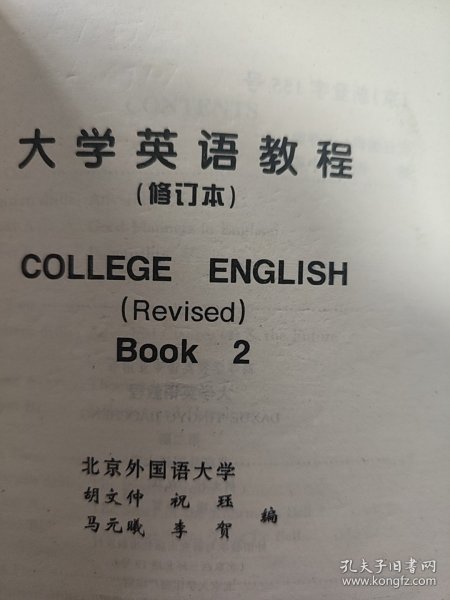 大学英语教程
(修订本)
COLLEGE ENGLISH
(Revised)
Book 2
北京外国语大学
胡文仲 祝珏
马元曦 李贺 编
孔夫子旧书网
www.kongfz.com